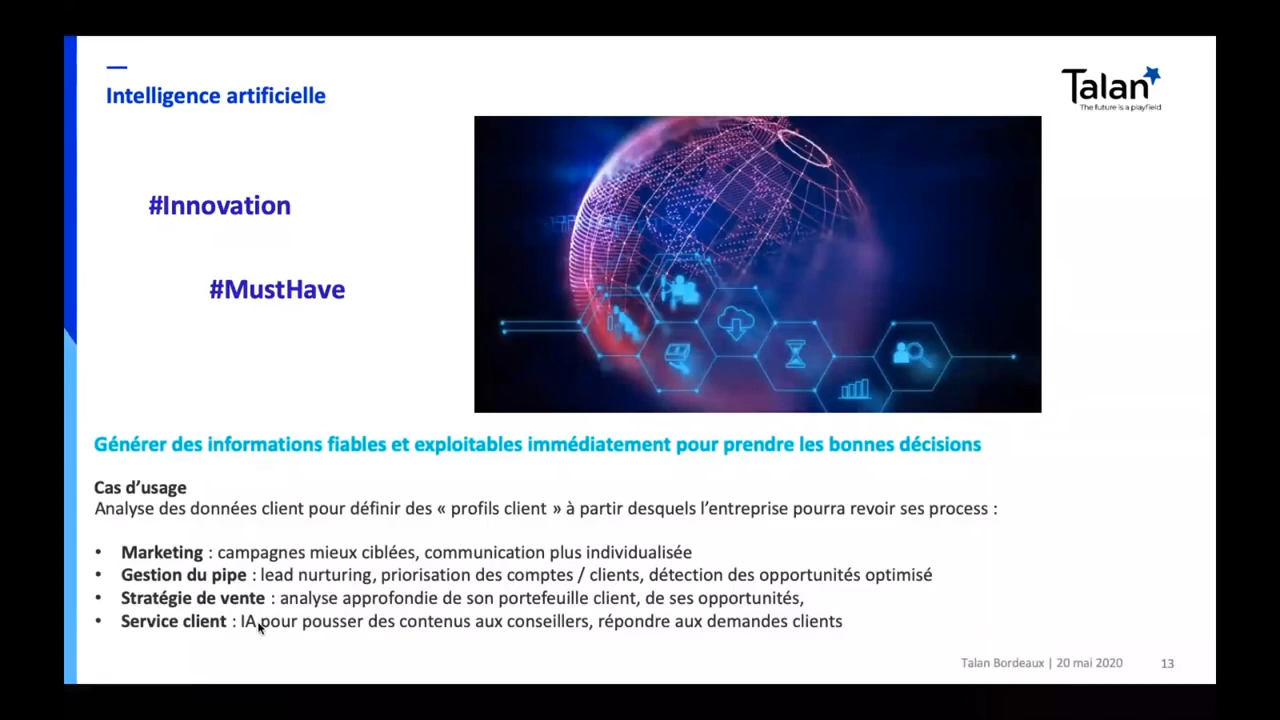 Intelligence artificielle
Talan
The future is a playfield
#Innovation
#MustHave
Générer des informations fiables et exploitables immédiatement pour prendre les bonnes décisions
Cas d’usage
Analyse des données client pour définir des « profils client » à partir desquels l’entreprise pourra revoir ses process :
• Marketing : campagnes mieux ciblées, communication plus individualisée
• Gestion du pipe : lead nurturing, priorisation des comptes / clients, détection des opportunités optimisé
• Stratégie de vente : analyse approfondie de son portefeuille client, de ses opportunités,
• Service client : IA pour pousser des contenus aux conseillers, répondre aux demandes clients
Talan Bordeaux | 20 mai 2020 13